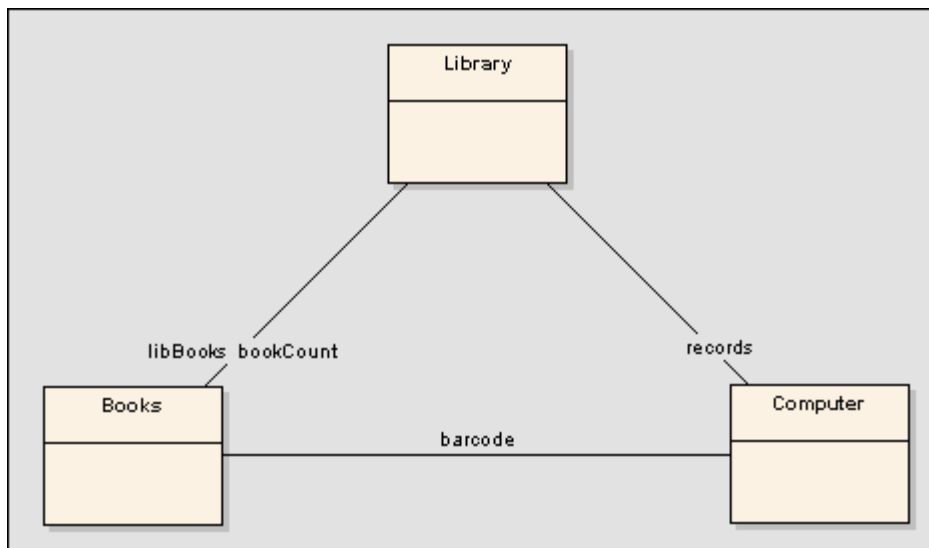 Library
libBooks bookCount
records
Books
Computer
barcode